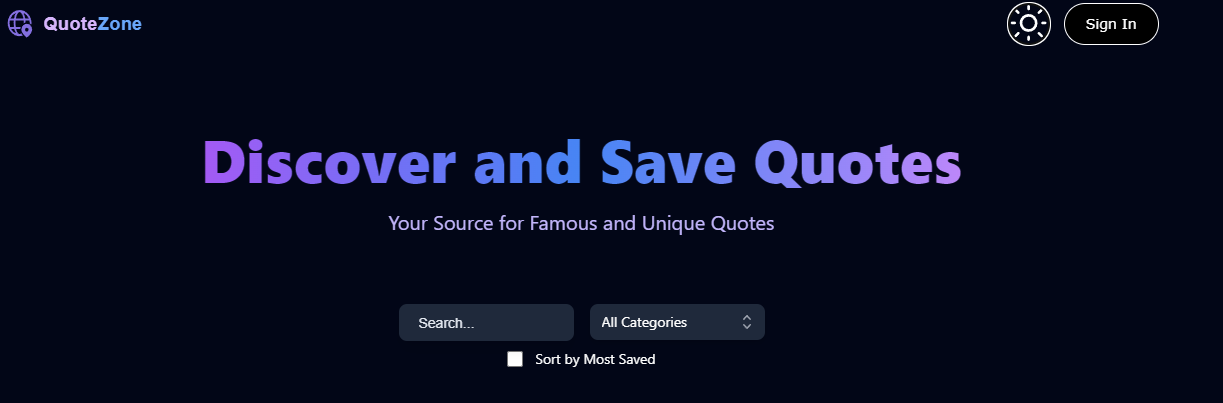 QuoteZone
Sign In
Discover and Save Quotes
Your Source for Famous and Unique Quotes
Search...
All Categories
Sort by Most Saved